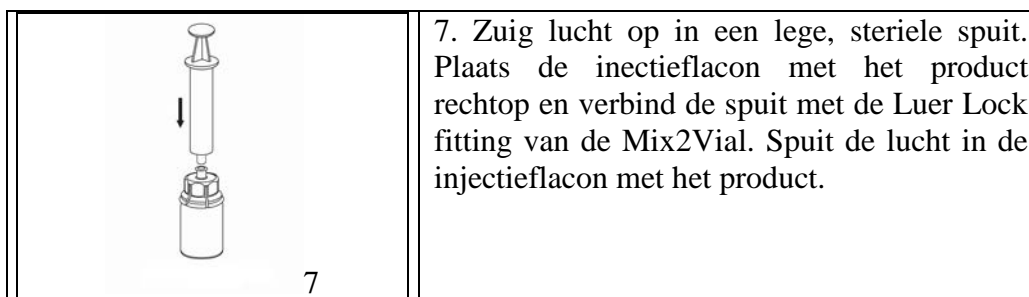 7. Zuig lucht op in een lege, steriele spuit.
Plaats de inectieflacon met het product
rechtop en verbind de spuit met de Luer Lock
fitting van de Mix2Vial. Spuit de lucht in de
injectieflacon met het product.
7